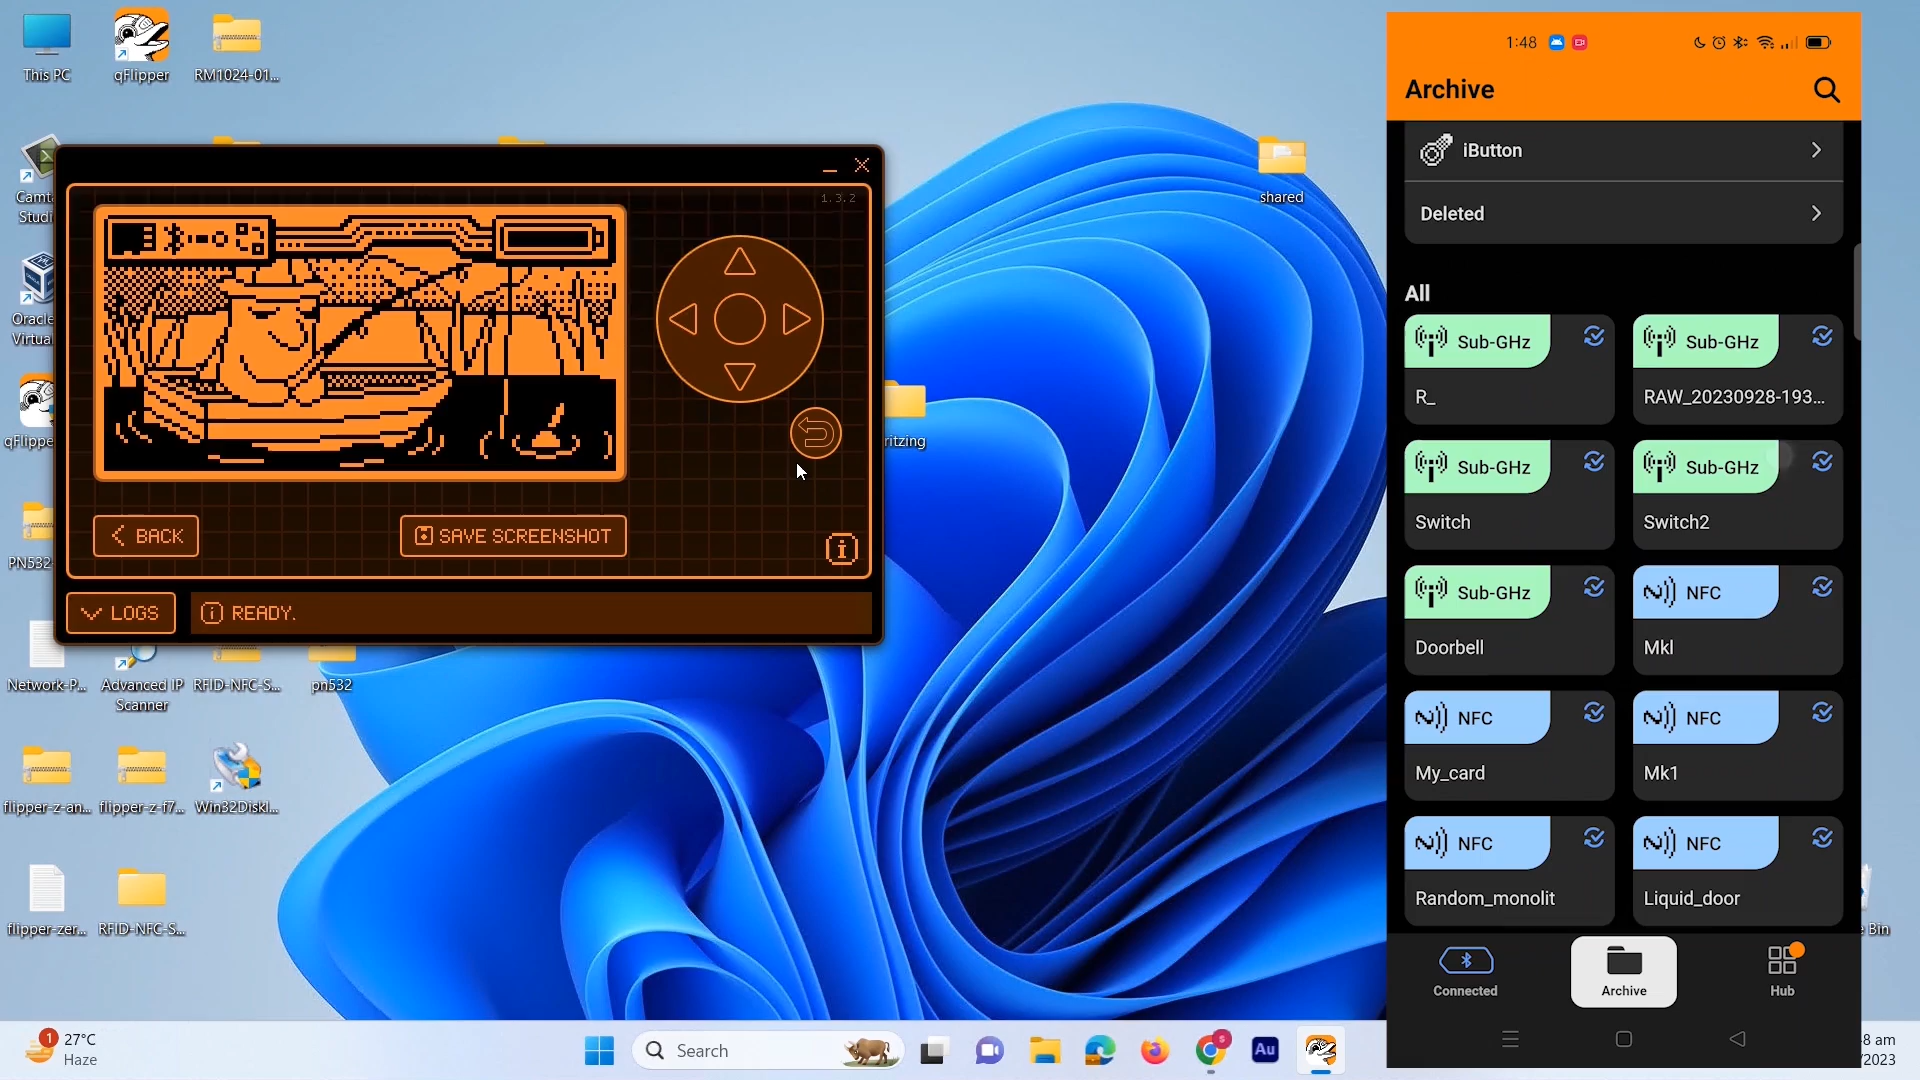 This PC
qFlipper
RM1024-01...
Camta
Studi
Oracle
Virtua
qFlippe
PN532
Network-P...
Advanced IP
Scanner
RFID-NFC-S...
pn532
flipper-z-an...
flipper-z-f7...
Win32DiskI...
flipper-zer...
RFID-NFC-S...
shared
ritzing
e Bin
1.3.2
BACK
SAVE SCREENSHOT
LOGS
READY.
1:48
Archive
iButton
Deleted
All
Sub-GHz
R_
Sub-GHz
RAW_20230928-193...
Sub-GHz
Switch
Sub-GHz
Switch2
Sub-GHz
Doorbell
NFC
Mkl
NFC
My_card
NFC
Mk1
NFC
Random_monolit
NFC
Liquid_door
Connected
Archive
Hub
1
27°C
Haze
Search
S
Au
8 am
/2023